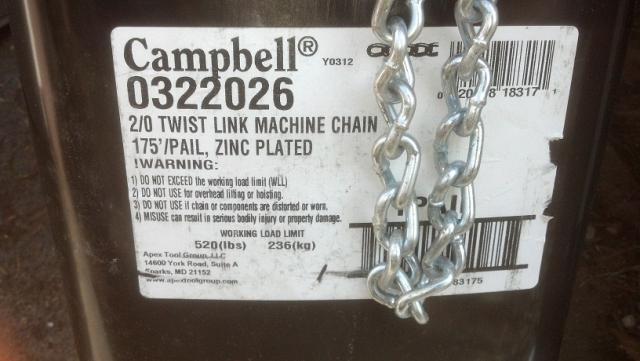 Campbell®
Y0312
0322026
2/0 TWIST LINK MACHINE CHAIN
175'/PAIL, ZINC PLATED
!WARNING:
1) DO NOT EXCEED the working load limit (WLL)
2) DO NOT USE for overhead lifting or hoisting.
3) DO NOT USE if chain or components are distorted or worn.
4) MISUSE can result in serious bodily injury or property damage.
WORKING LOAD LIMIT
520(lbs) 236(kg)
Apex Tool Group, LLC
14600 York Road, Suite A
Sparks, MD 21152
www.apextoolgroup.com
0 20 8 18317 1
83175